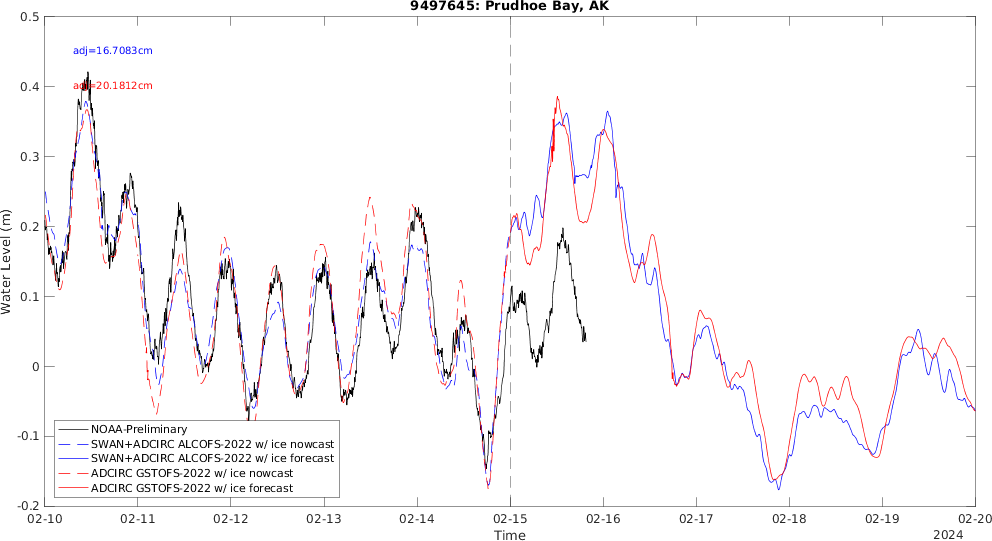 9497645: Prudhoe Bay, AK
0.5
adj=16.7083cm
0.4
adj=20.1812cm
0.3
0.2
Water Level (m)
0.1
0
-0.1
NOAA-Preliminary
SWAN+ADCIRC ALCOFS-2022 w/ ice nowcast
SWAN+ADCIRC ALCOFS-2022 w/ ice forecast
ADCIRC GSTOFS-2022 w/ ice nowcast
ADCIRC GSTOFS-2022 w/ ice forecast
-0.2
02-10 02-11 02-12 02-13 02-14 02-15 02-16 02-17 02-18 02-19 02-20
Time
2024